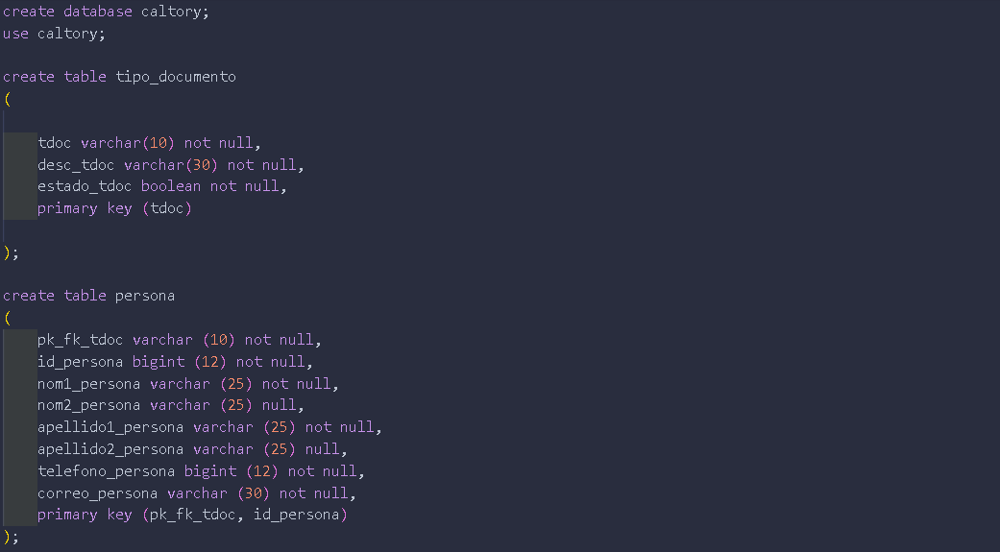 create database caltory;
use caltory;
create table tipo_documento
(
tdoc varchar(10) not null,
desc_tdoc varchar(30) not null,
estado_tdoc boolean not null,
primary key (tdoc)
);
create table persona
(
pk_fk_tdoc varchar (10) not null,
id_persona bigint (12) not null,
nom1_persona varchar (25) not null,
nom2_persona varchar (25) null,
apellido1_persona varchar (25) not null,
apellido2_persona varchar (25) null,
telefono_persona bigint (12) not null,
correo_persona varchar (30) not null,
primary key (pk_fk_tdoc, id_persona)
);